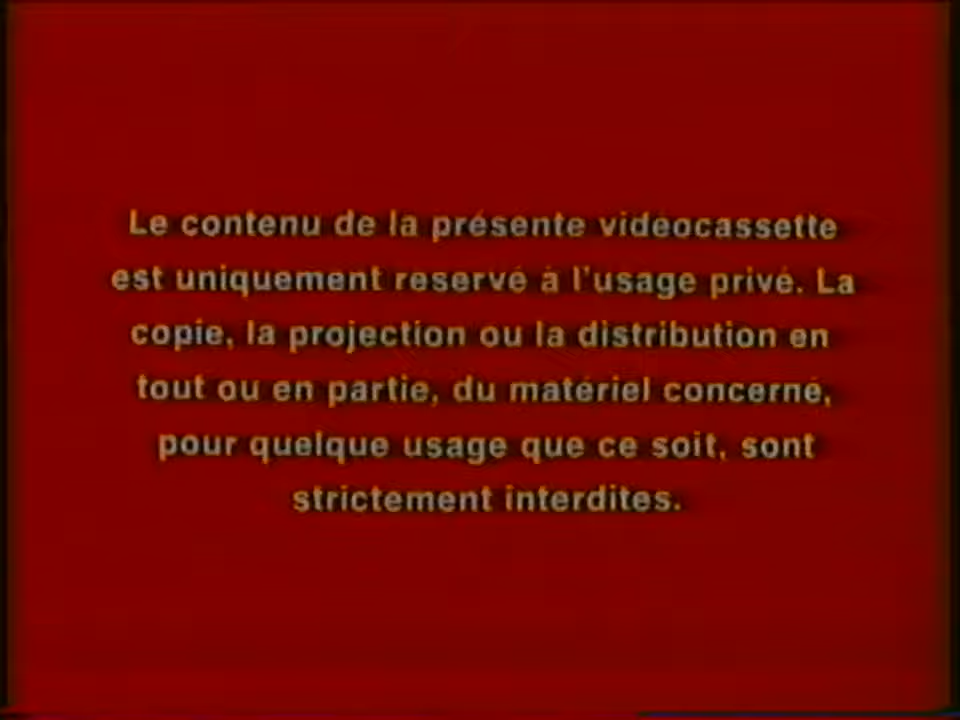 Le contenu de la présente vidéocassette
est uniquement reservé à l'usage privé. La
copie, la projection ou la distribution en
tout ou en partie, du matériel concerné,
pour quelque usage que ce soit, sont
strictement interdites.